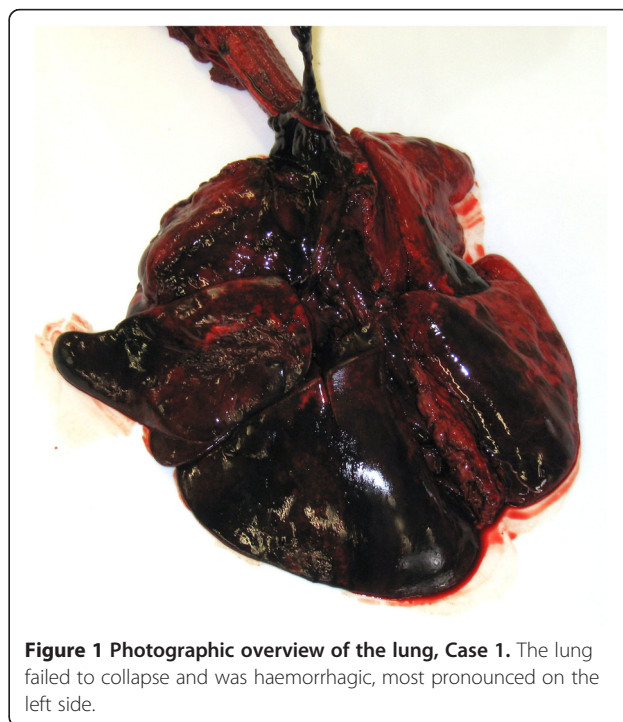 Figure 1 Photographic overview of the lung, Case 1. The lung
failed to collapse and was haemorrhagic, most pronounced on the
left side.